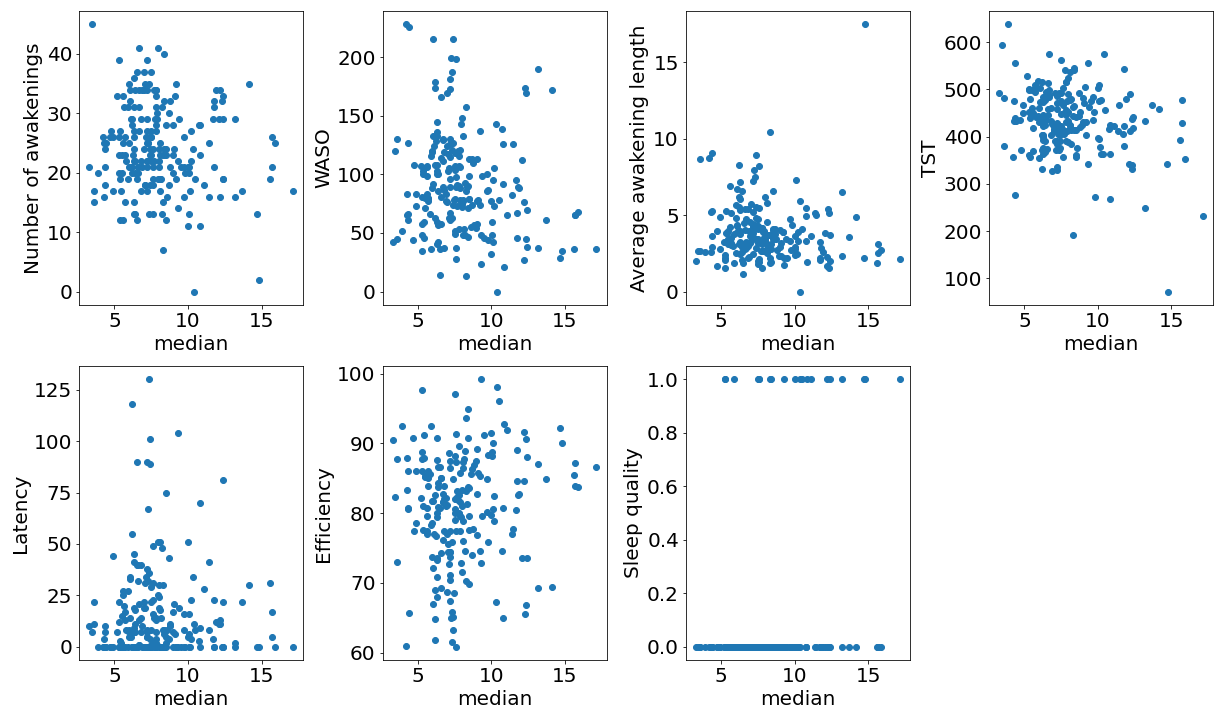 Number of awakenings
40
30
20
10
0
5 10 15
median
WASO
200
150
100
50
0
5 10 15
median
Average awakening length
15
10
5
0
5 10 15
median
TST
600
500
400
300
200
100
5 10 15
median
Latency
125
100
75
50
25
0
5 10 15
median
Efficiency
100
90
80
70
60
5 10 15
median
Sleep quality
1.0
0.8
0.6
0.4
0.2
0.0
5 10 15
median